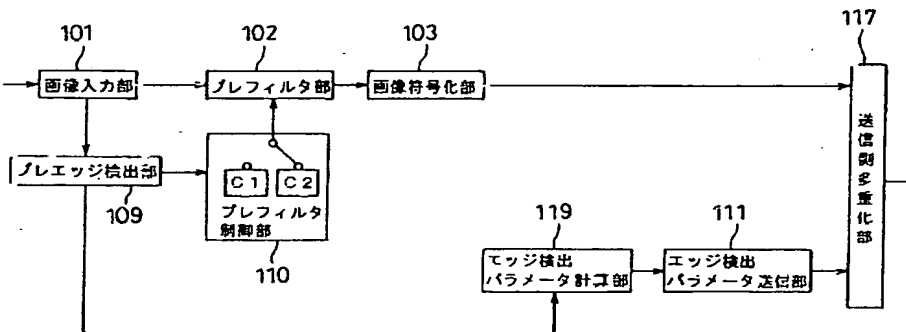 101
102
103
117
画像入力部
プレフィルタ部
画像符号化部
プレエッジ検出部
109
C1
C2
プレフィルタ
制御部
110
119
111
エッジ検出
パラメータ計算部
エッジ検出
パラメータ送信部
送信側多重化部